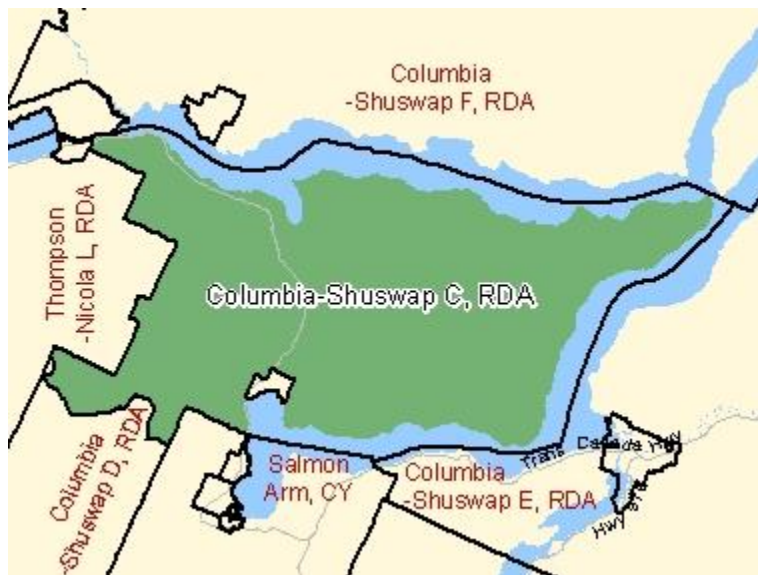 Columbia
-Shuswap F, RDA
Thompson
-Nicola L, RDA
Columbia-Shuswap C, RDA
Columbia
-Shuswap D, RDA
Salmon
Arm, CY
Columbia
-Shuswap E, RDA
Trans Canada Hwy